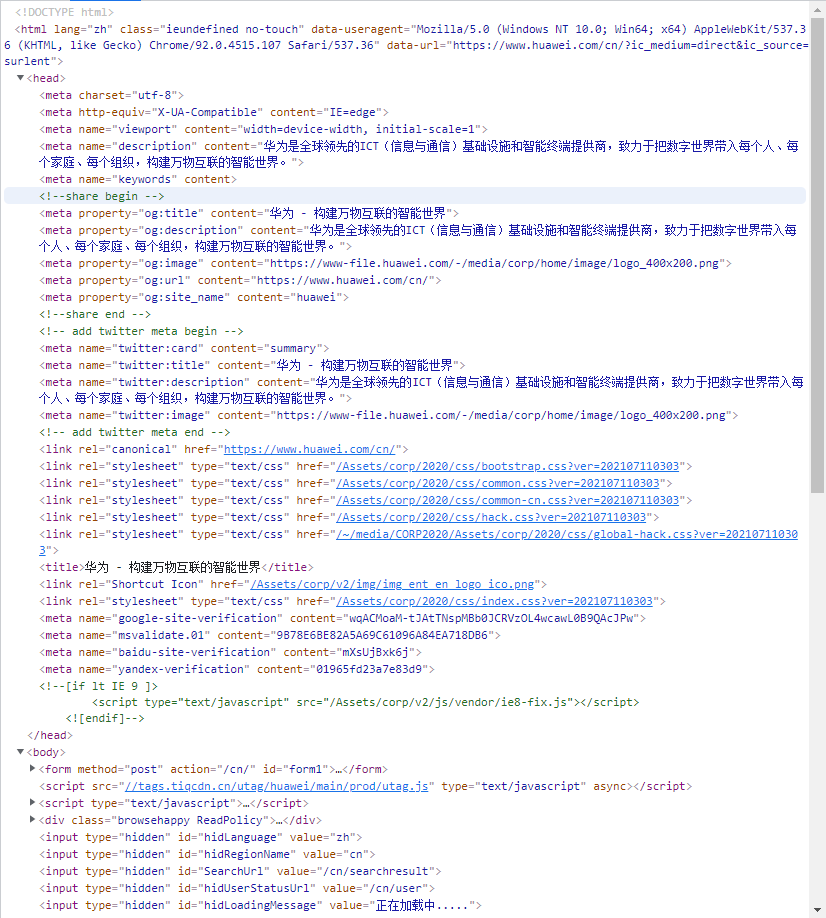 <!DOCTYPE html>
<html lang="zh" class="ieundefined no-touch" data-useragent="Mozilla/5.0 (Windows NT 10.0; Win64; x64) AppleWebKit/537.3
6 (KHTML, like Gecko) Chrome/92.0.4515.107 Safari/537.36" data-url="https://www.huawei.com/cn/?ic_medium=direct&ic_source=
surlent">
<head>
<meta charset="utf-8">
<meta http-equiv="X-UA-Compatible" content="IE=edge">
<meta name="viewport" content="width=device-width, initial-scale=1">
<meta name="description" content="华为是全球领先的ICT（信息与通信）基础设施和智能终端提供商，致力于把数字世界带入每个人、每
个家庭、每个组织，构建万物互联的智能世界。">
<meta name="keywords" content>
<!--share begin -->
<meta property="og:title" content="华为 - 构建万物互联的智能世界">
<meta property="og:description" content="华为是全球领先的ICT（信息与通信）基础设施和智能终端提供商，致力于把数字世界带入每
个人、每个家庭、每个组织，构建万物互联的智能世界。">
<meta property="og:image" content="https://www-file.huawei.com/-/media/corp/home/image/logo_400x200.png">
<meta property="og:url" content="https://www.huawei.com/cn/">
<meta property="og:site_name" content="huawei">
<!--share end -->
<!-- add twitter meta begin -->
<meta name="twitter:card" content="summary">
<meta name="twitter:title" content="华为 - 构建万物互联的智能世界">
<meta name="twitter:description" content="华为是全球领先的ICT（信息与通信）基础设施和智能终端提供商，致力于把数字世界带入每
个人、每个家庭、每个组织，构建万物互联的智能世界。">
<meta name="twitter:image" content="https://www-file.huawei.com/-/media/corp/home/image/logo_400x200.png">
<!-- add twitter meta end -->
<link rel="canonical" href="https://www.huawei.com/cn/">
<link rel="stylesheet" type="text/css" href="/Assets/corp/2020/css/bootstrap.css?ver=202107110303">
<link rel="stylesheet" type="text/css" href="/Assets/corp/2020/css/common.css?ver=202107110303">
<link rel="stylesheet" type="text/css" href="/Assets/corp/2020/css/common-cn.css?ver=202107110303">
<link rel="stylesheet" type="text/css" href="/Assets/corp/2020/css/hack.css?ver=202107110303">
<link rel="stylesheet" type="text/css" href="/~/media/CORP2020/Assets/corp/2020/css/global-hack.css?ver=20210711030
3">
<title>华为 - 构建万物互联的智能世界</title>
<link rel="Shortcut Icon" href="/Assets/corp/v2/img/img_ent_en_logo_ico.png">
<link rel="stylesheet" type="text/css" href="/Assets/corp/2020/css/index.css?ver=202107110303">
<meta name="google-site-verification" content="wqACMoaM-tJAtTNspMBb0JCRVzOL4wcawL0B9QAcJPw">
<meta name="msvalidate.01" content="9B78E6BE82A5A69C61096A84EA718DB6">
<meta name="baidu-site-verification" content="mXsUjBxk6j">
<meta name="yandex-verification" content="01965fd23a7e83d9">
<!--[if lt IE 9 ]>
<script type="text/javascript" src="/Assets/corp/v2/js/vendor/ie8-fix.js"></script>
<![endif]-->
</head>
<body>
<form method="post" action="/cn/" id="form1">…</form>
<script src="//tags.tiqcdn.cn/utag/huawei/main/prod/utag.js" type="text/javascript" async></script>
<script type="text/javascript">…</script>
<div class="browsehappy ReadPolicy">…</div>
<input type="hidden" id="hidLanguage" value="zh">
<input type="hidden" id="hidRegionName" value="cn">
<input type="hidden" id="SearchUrl" value="/cn/searchresult">
<input type="hidden" id="hidUserStatusUrl" value="/cn/user">
<input type="hidden" id="hidLoadingMessage" value="正在加载中.....">